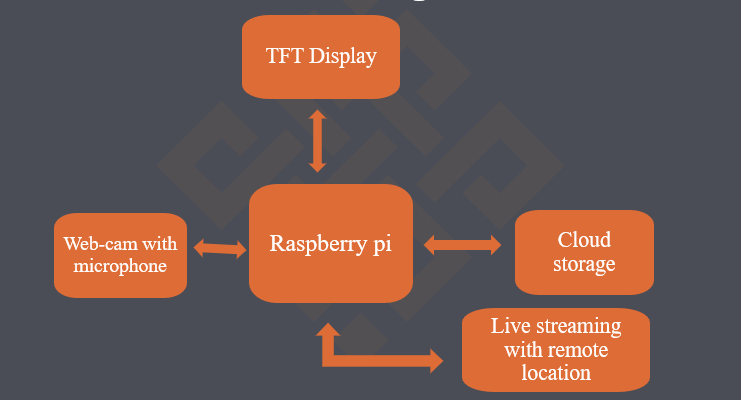 TFT Display
Web-cam with
microphone
Raspberry pi
Cloud
storage
Live streaming
with remote
location